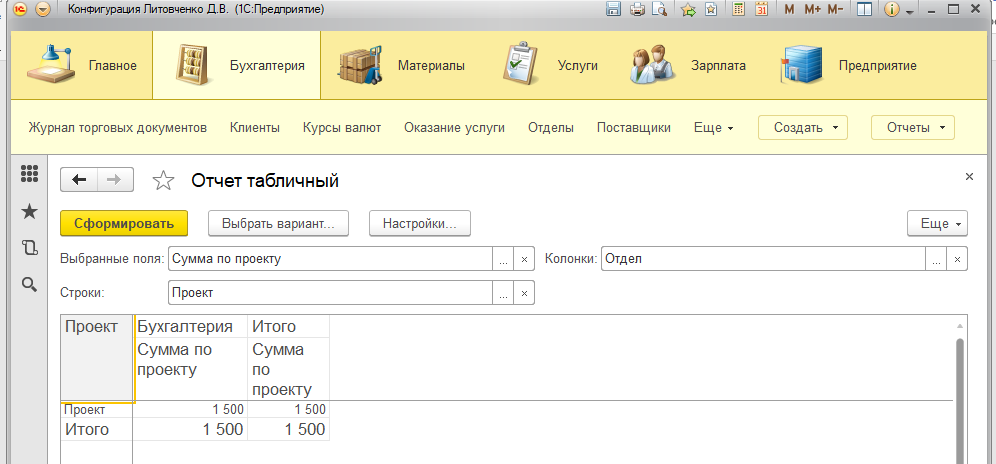 Конфигурация Литовченко Д.В. (1С:Предприятие)
M M+ M-
Главное Бухгалтерия Материалы Услуги Зарплата Предприятие
Журнал торговых документов Клиенты Курсы валют Оказание услуги Отделы Поставщики Еще Создать Отчеты
Отчет табличный
Сформировать Выбрать вариант... Настройки... Еще
Выбранные поля: Сумма по проекту ... × Колонки: Отдел ... ×
Строки: Проект ... ×
Проект Бухгалтерия Итого
Сумма по Сумма
проекту по
проекту
Проект 1 500 1 500
Итого 1 500 1 500